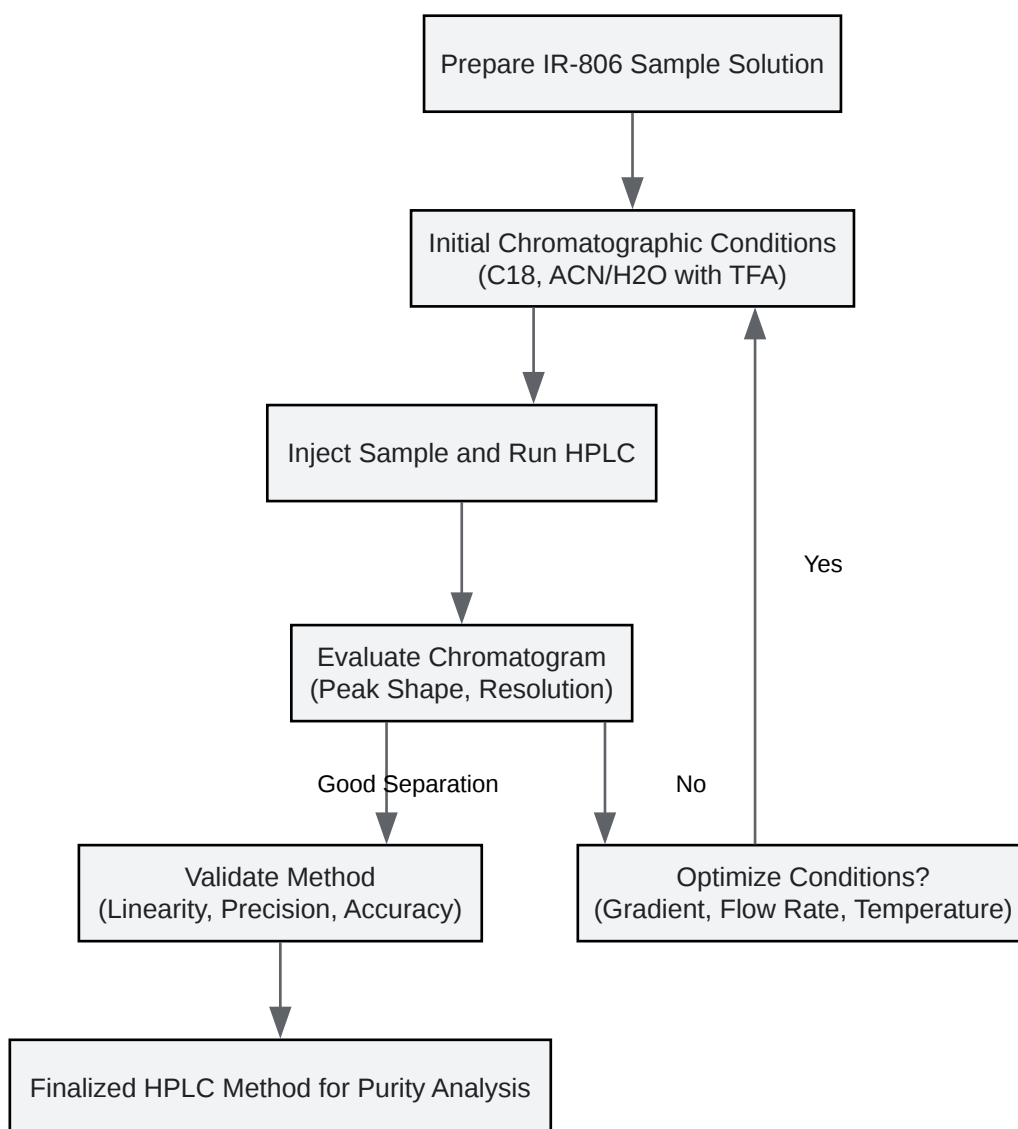 Prepare IR-806 Sample Solution
Initial Chromatographic Conditions
(C18, ACN/H2O with TFA)
Inject Sample and Run HPLC
Yes
Evaluate Chromatogram
(Peak Shape, Resolution)
Good Separation
No
Validate Method
(Linearity, Precision, Accuracy)
Optimize Conditions?
(Gradient, Flow Rate, Temperature)
Finalized HPLC Method for Purity Analysis